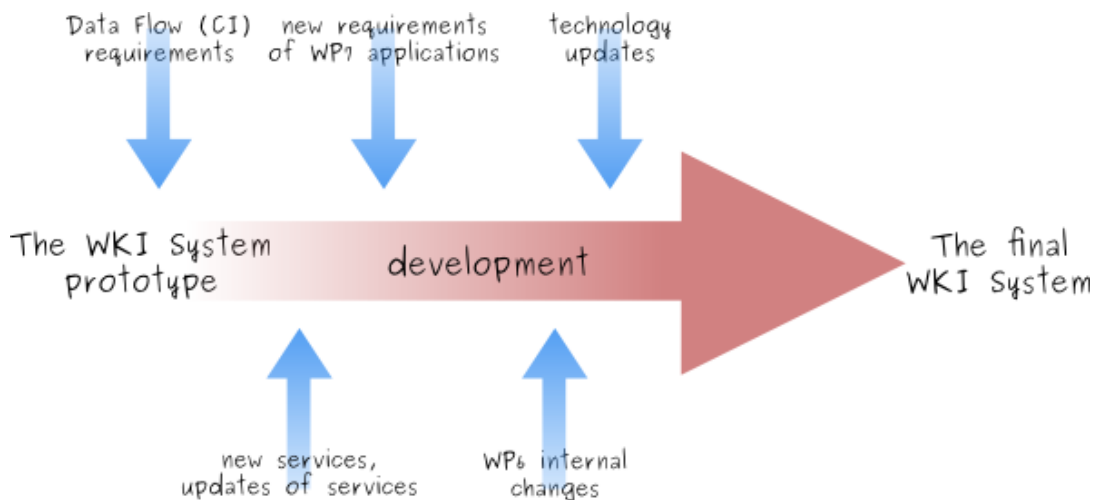 Data Flow (CI)
requirements
new requirements
of WP7 applications
technology
updates
The WKI System
prototype
development
The final
WKI System
new services,
updates of services
WP6 internal
changes